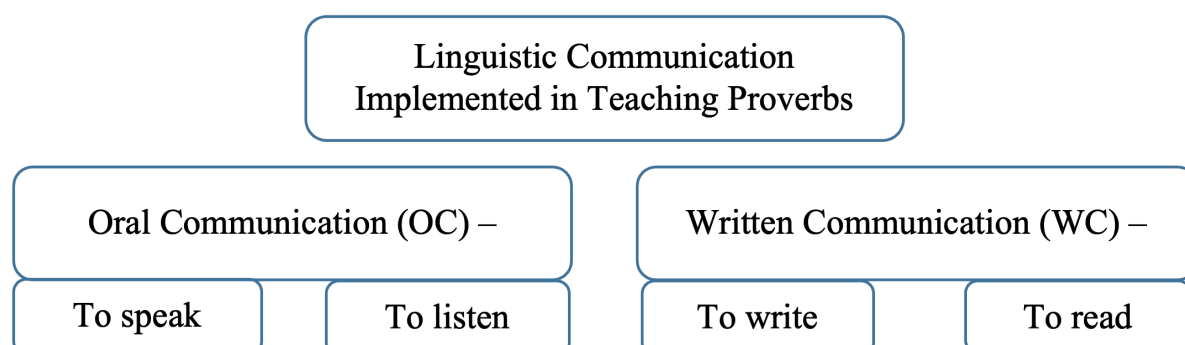 Linguistic Communication
Implemented in Teaching Proverbs
Oral Communication (OC) –
Written Communication (WC) –
To speak
To listen
To write
To read